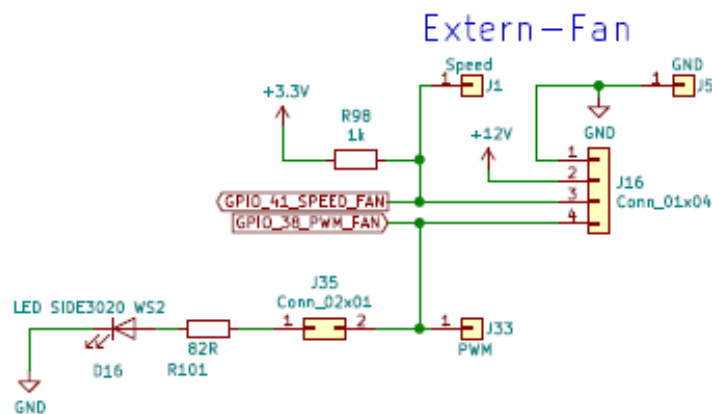 Extern-Fan
Speed
1
J1
GND
1
J5
+3.3V
R98
1k
+12V
GND
1
2
3
4
J16
Conn_01x04
GPIO_41_SPEED_FAN
GPIO_38_PWM_FAN
J35
Conn_02x01
1
2
LED SIDE3020 WS2
82R
R101
D16
GND
1
J33
PWM